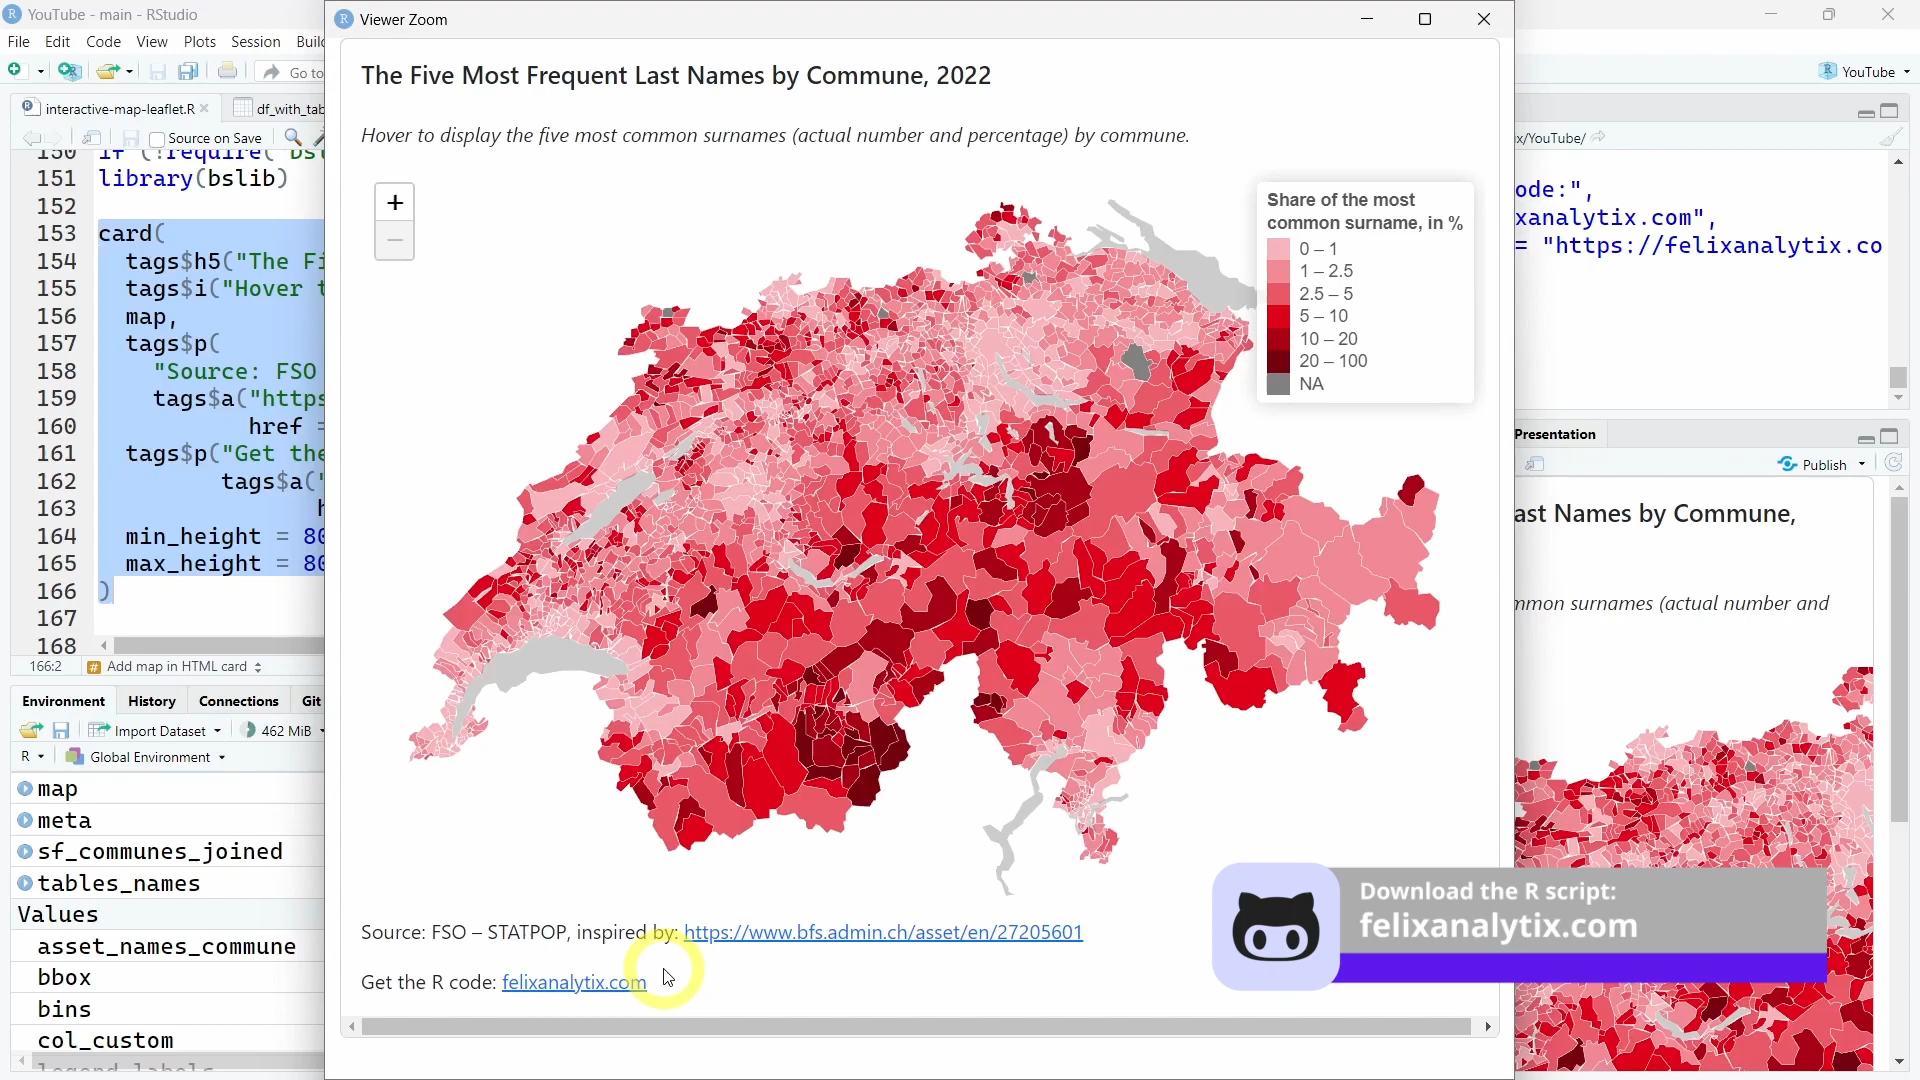 YouTube - main - RStudio
File Edit Code View Plots Session
Go to
interactive-map-leaflet.R
df_with_tab
Source on Save
150 if (!require(
151 library(bslib)
152
153 card(
154 tags$h5("The Fi
155 tags$i("Hover t
156 map,
157 tags$p(
158 "Source: FSO
159 tags$a("https
160 href =
161 tags$p("Get the
162 tags$a("
163 h
164 min_height = 80
165 max_height = 80
166 )
167
168
166:2 Add map in HTML card
Environment History Connections Git
Import Dataset 462 MiB
R Global Environment
map
meta
sf_communes_joined
tables_names
Values
asset_names_commune
bbox
bins
col_custom
legend_labels
Viewer Zoom
The Five Most Frequent Last Names by Commune, 2022
Hover to display the five most common surnames (actual number and percentage) by commune.
+
−
Share of the most
common surname, in %
0 – 1
1 – 2.5
2.5 – 5
5 – 10
10 – 20
20 – 100
NA
Source: FSO – STATPOP, inspired by: https://www.bfs.admin.ch/asset/en/27205601
Get the R code: felixanalytix.com
YouTube
x/YouTube/
ode:",
xanalytix.com",
= "https://felixanalytix.co
Presentation
Publish
ast Names by Commune,
mmon surnames (actual number and
Download the R script:
felixanalytix.com